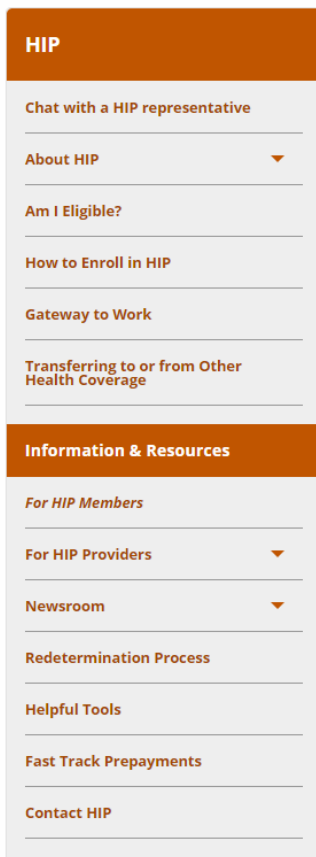 HIP
Chat with a HIP representative
About HIP
Am I Eligible?
How to Enroll in HIP
Gateway to Work
Transferring to or from Other
Health Coverage
Information & Resources
For HIP Members
For HIP Providers
Newsroom
Redetermination Process
Helpful Tools
Fast Track Prepayments
Contact HIP